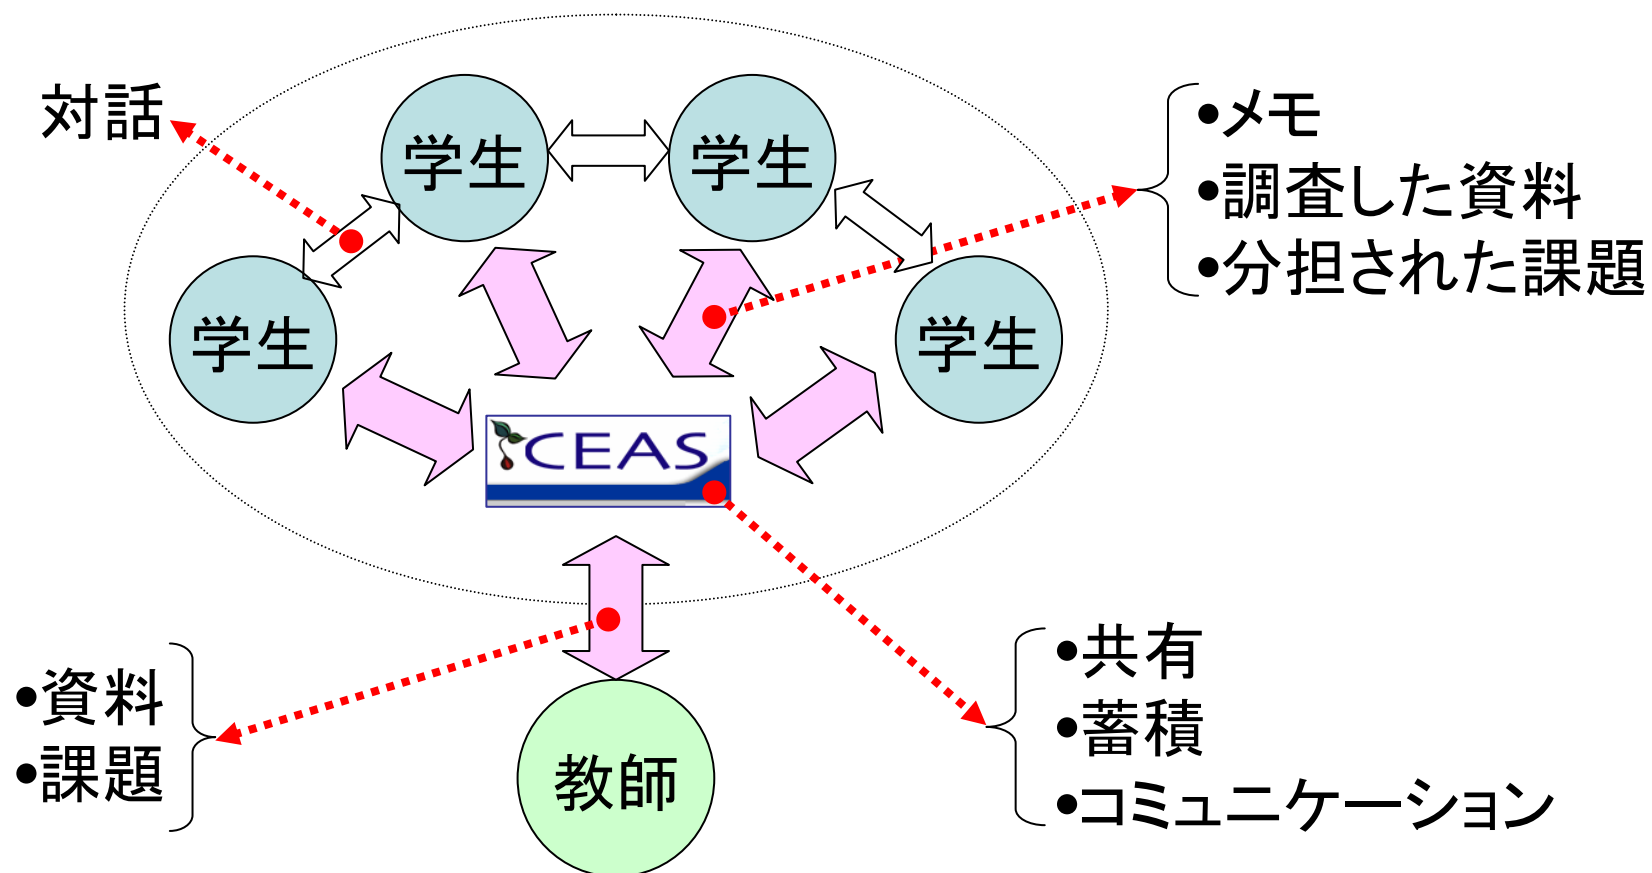 対話
学生
学生
•メモ
•調査した資料
•分担された課題
学生
学生
CEAS
•資料
•課題
教師
•共有
•蓄積
•コミュニケーション